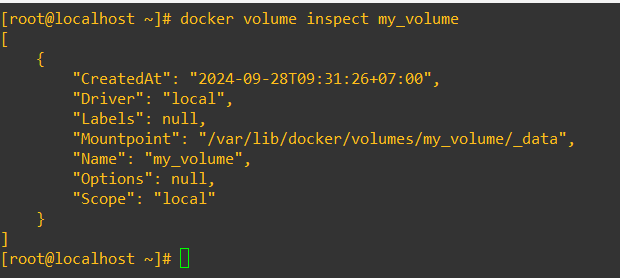 [root@localhost ~]# docker volume inspect my_volume
[
    {
        "CreatedAt": "2024-09-28T09:31:26+07:00",
        "Driver": "local",
        "Labels": null,
        "Mountpoint": "/var/lib/docker/volumes/my_volume/_data",
        "Name": "my_volume",
        "Options": null,
        "Scope": "local"
    }
]
[root@localhost ~]#